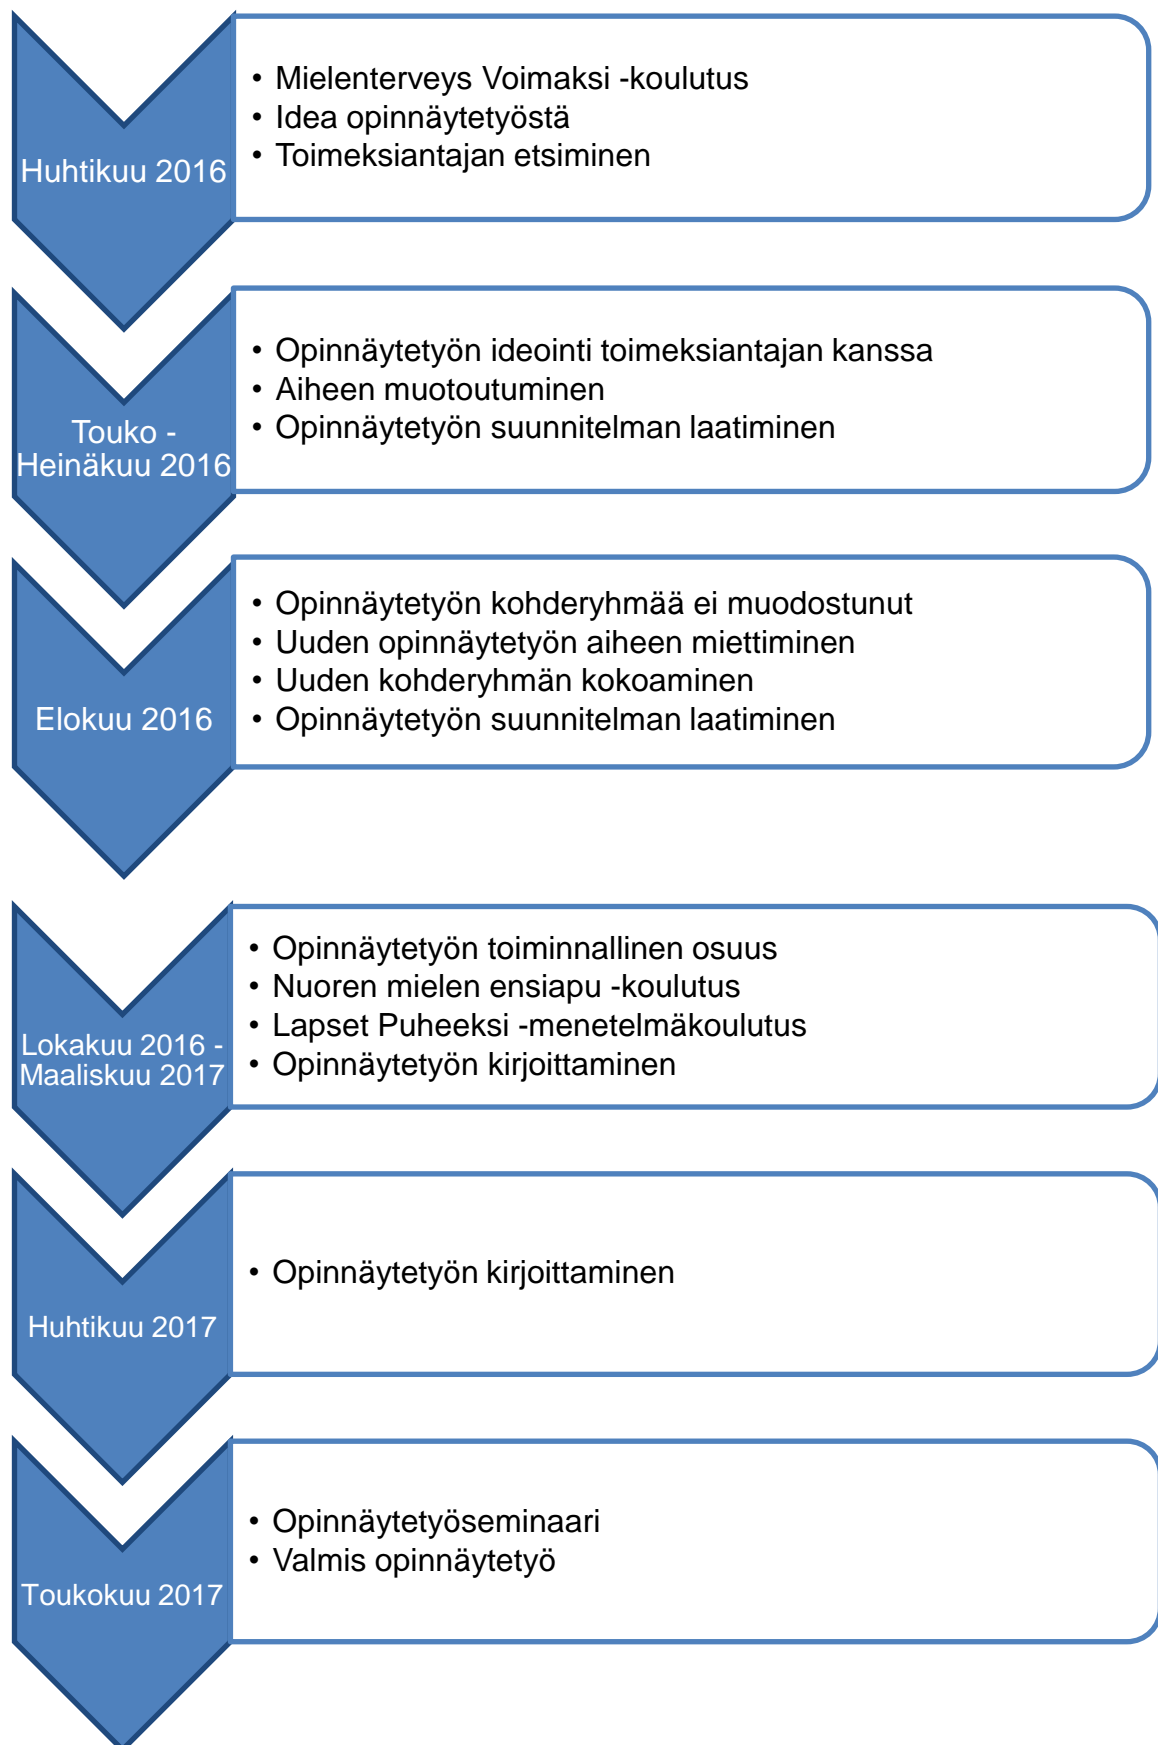 Huhtikuu 2016
• Mielenterveys Voimaksi -koulutus
• Idea opinnäytetyöstä
• Toimeksiantajan etsiminen
Touko -
Heinäkuu 2016
• Opinnäytetyön ideointi toimeksiantajan kanssa
• Aiheen muotoutuminen
• Opinnäytetyön suunnitelman laatiminen
Elokuu 2016
• Opinnäytetyön kohderyhmää ei muodostunut
• Uuden opinnäytetyön aiheen miettiminen
• Uuden kohderyhmän kokoaminen
• Opinnäytetyön suunnitelman laatiminen
Lokakuu 2016 -
Maaliskuu 2017
• Opinnäytetyön toiminnallinen osuus
• Nuoren mielen ensiapu -koulutus
• Lapset Puheeksi -menetelmäkoulutus
• Opinnäytetyön kirjoittaminen
Huhtikuu 2017
• Opinnäytetyön kirjoittaminen
Toukokuu 2017
• Opinnäytetyöseminaari
• Valmis opinnäytetyö